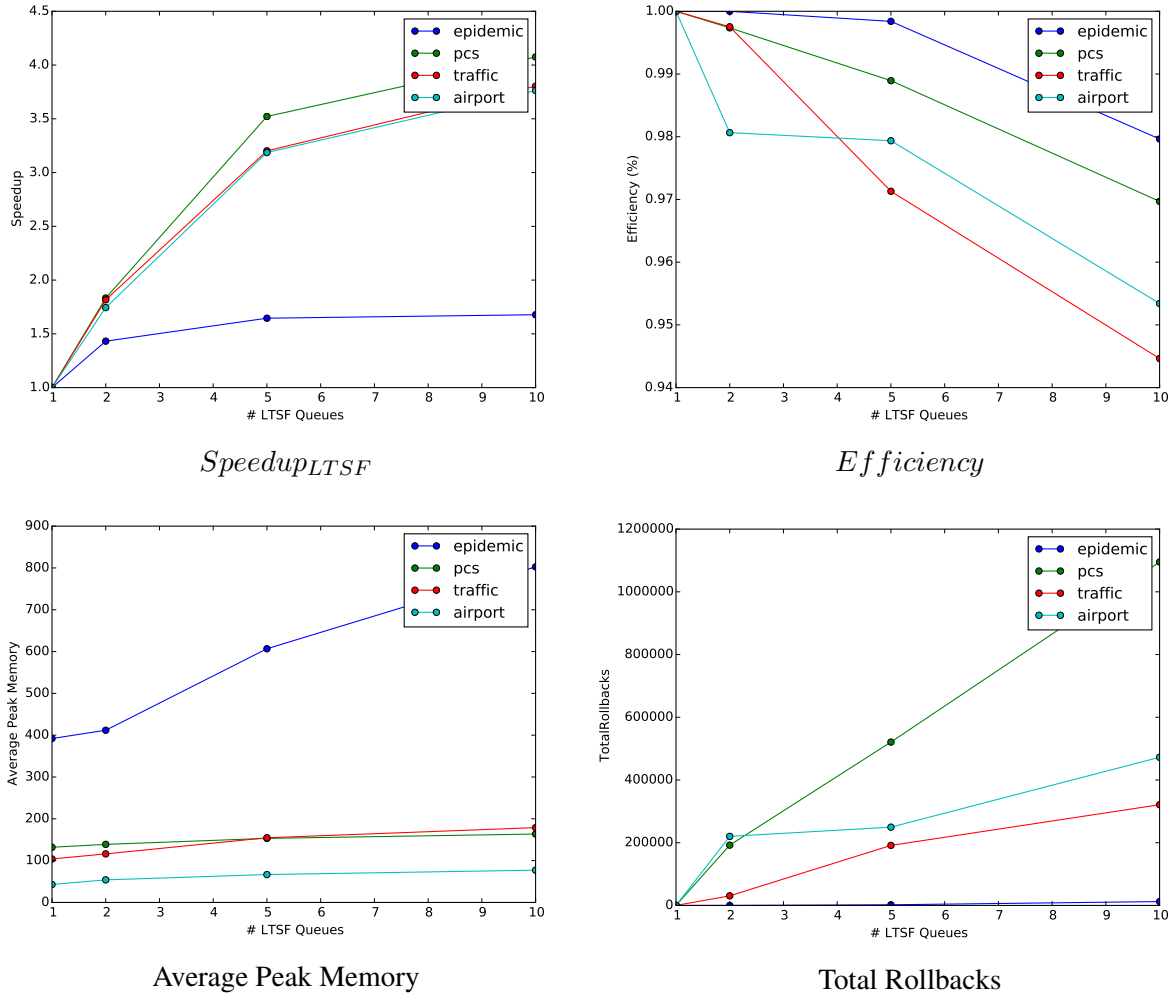 4.5
4.0
3.5
3.0
2.5
2.0
1.5
1.0
Speedup
1 2 3 4 5 6 7 8 9 10
# LTSF Queues
epidemic
pcs
traffic
airport
Speedup_LTSF
1.00
0.99
0.98
0.97
0.96
0.95
0.94
Efficiency (%)
1 2 3 4 5 6 7 8 9 10
# LTSF Queues
epidemic
pcs
traffic
airport
Efficiency
900
800
700
600
500
400
300
200
100
0
Average Peak Memory
1 2 3 4 5 6 7 8 9 10
# LTSF Queues
epidemic
pcs
traffic
airport
Average Peak Memory
1200000
1000000
800000
600000
400000
200000
0
TotalRollbacks
1 2 3 4 5 6 7 8 9 10
# LTSF Queues
epidemic
pcs
traffic
airport
Total Rollbacks